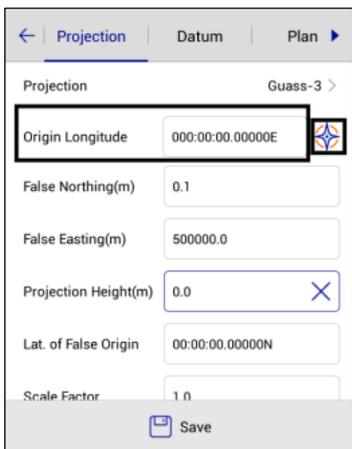 Projection Datum Plan
Projection Guass-3
Origin Longitude 000:00:00.00000E
False Northing(m) 0.1
False Easting(m) 500000.0
Projection Height(m) 0.0
Lat. of False Origin 00:00:00.00000N
Scale Factor 1.0
Save